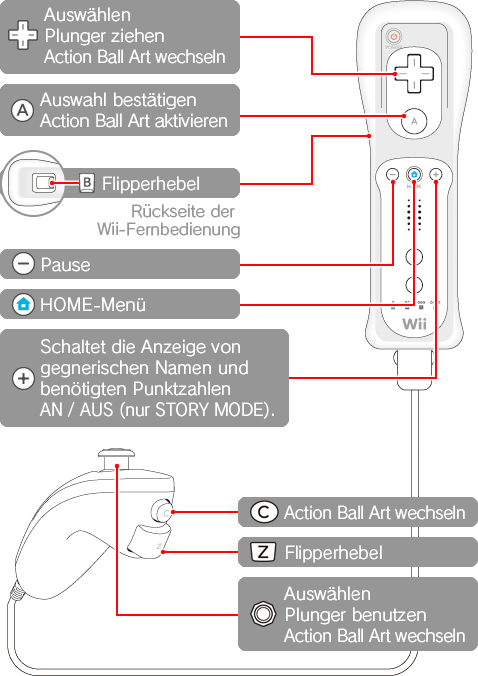 Auswählen
Plunger ziehen
Action Ball Art wechseln
A
Auswahl bestätigen
Action Ball Art aktivieren
A
B Flipperhebel
Rückseite der
Wii-Fernbedienung
Pause
HOME-Menü
HOME
Wii
Schaltet die Anzeige von
gegnerischen Namen und
benötigten Punktzahlen
AN / AUS (nur STORY MODE).
C Action Ball Art wechseln
C
Z Flipperhebel
Z
Auswählen
Plunger benutzen
Action Ball Art wechseln